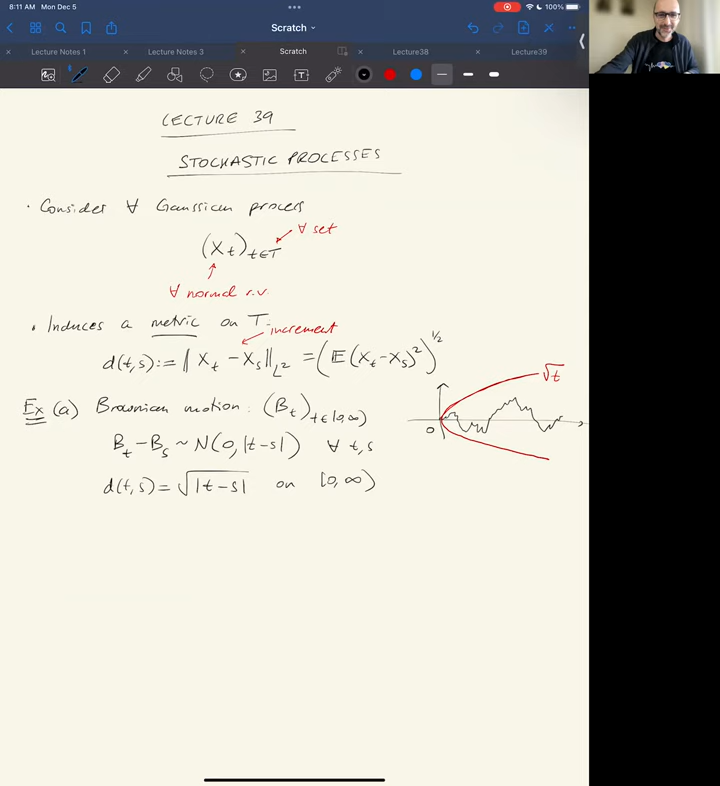 8:11 AM Mon Dec 5
100%
Scratch
Lecture Notes 1
Lecture Notes 3
Scratch
Lecture38
Lecture39
LECTURE 39
STOCHASTIC PROCESSES
· Consider ∀ Gaussian process
(X_t)_{t∈T}
∀ set
∀ normal r.v.
· Induces a metric on T:
increment
d(t,s) := ‖X_t − X_s‖_{L²} = (𝔼(X_t − X_s)²)^{1/2}
Ex (a) Brownian motion: (B_t)_{t∈[0,∞)}
B_t − B_s ~ N(0, |t−s|) ∀ t,s
d(t,s) = √|t−s| on [0,∞)
√t
0